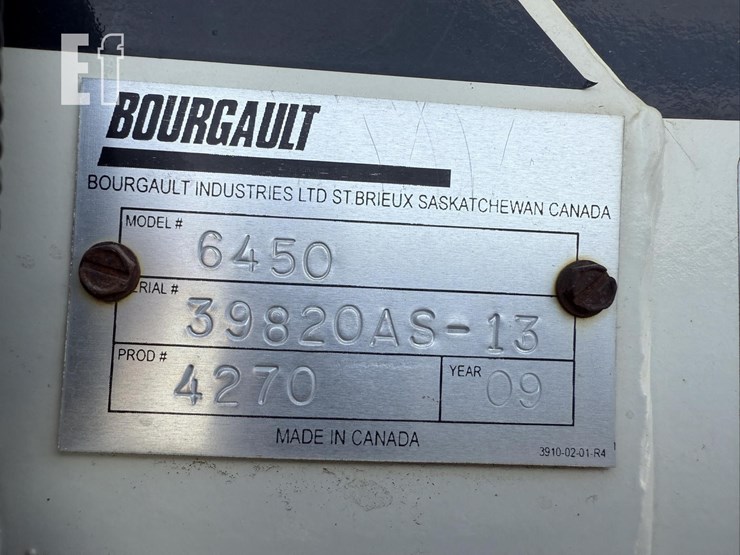 Ef
BOURGAULT
BOURGAULT INDUSTRIES LTD ST.BRIEUX SASKATCHEWAN CANADA
MODEL # 6450
ERIAL # 39820AS-13
PROD # 4270 YEAR 09
MADE IN CANADA
3910-02-01-R4